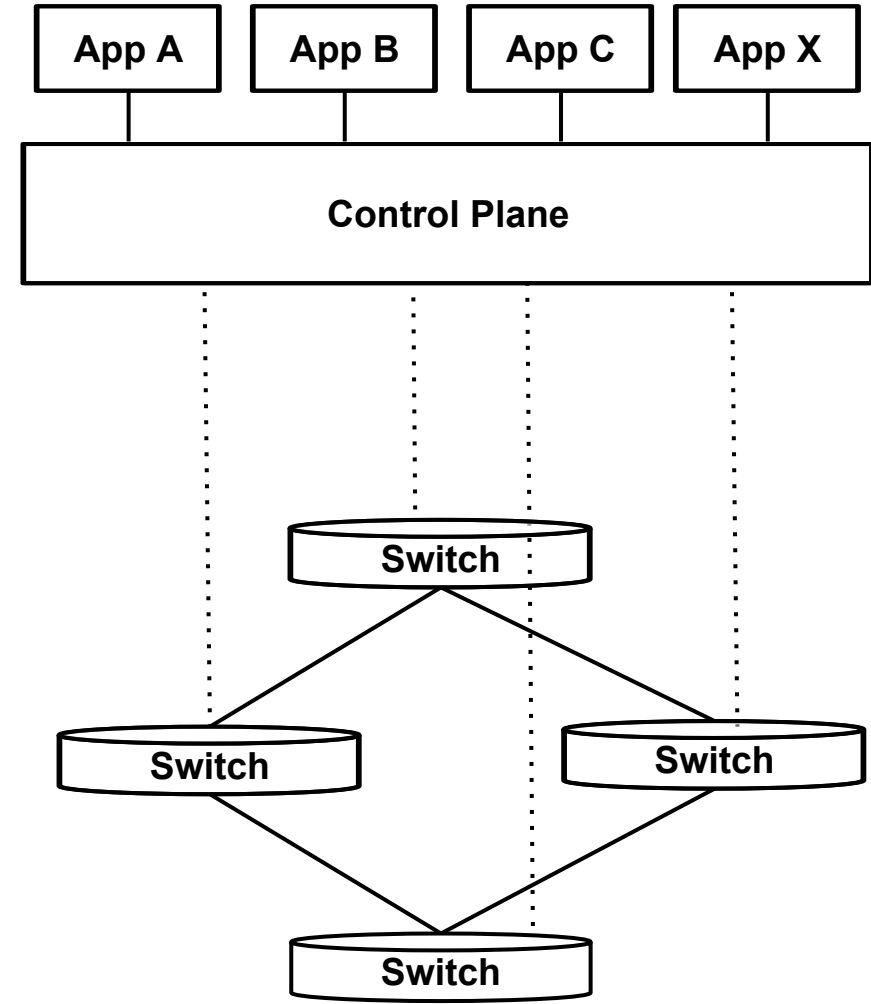 App A
App B
App C
App X
Control Plane
Switch
Switch
Switch
Switch